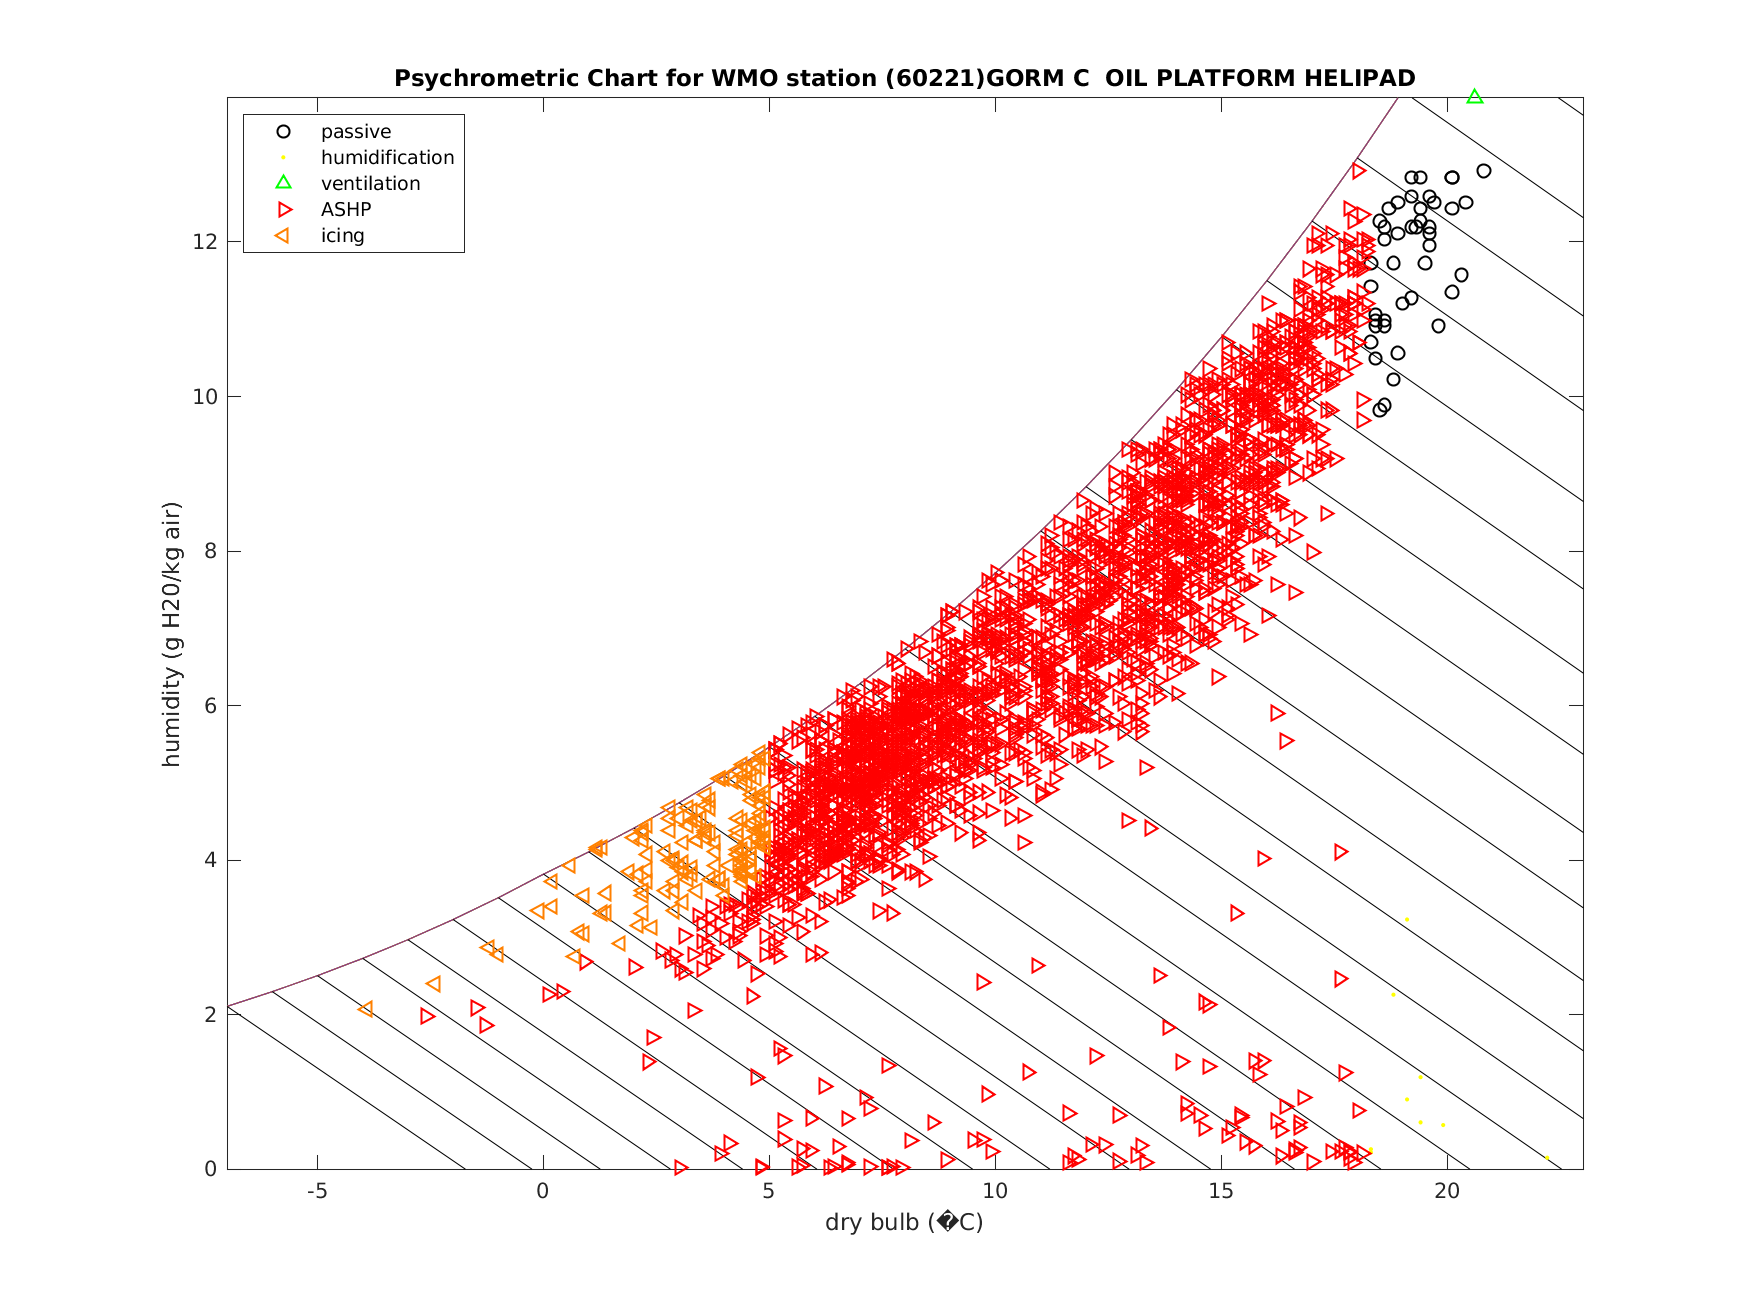 Psychrometric Chart for WMO station (60221)GORM C  OIL PLATFORM HELIPAD
passive
humidification
ventilation
ASHP
icing
12
10
8
6
4
2
0
humidity (g H20/kg air)
-5 0 5 10 15 20
dry bulb (�C)